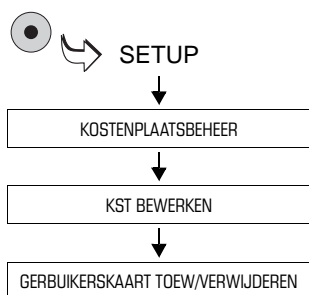 SETUP
KOSTENPLAATSBEHEER
KST BEWERKEN
GERBUIKERSKAART TOEW/VERWIJDEREN